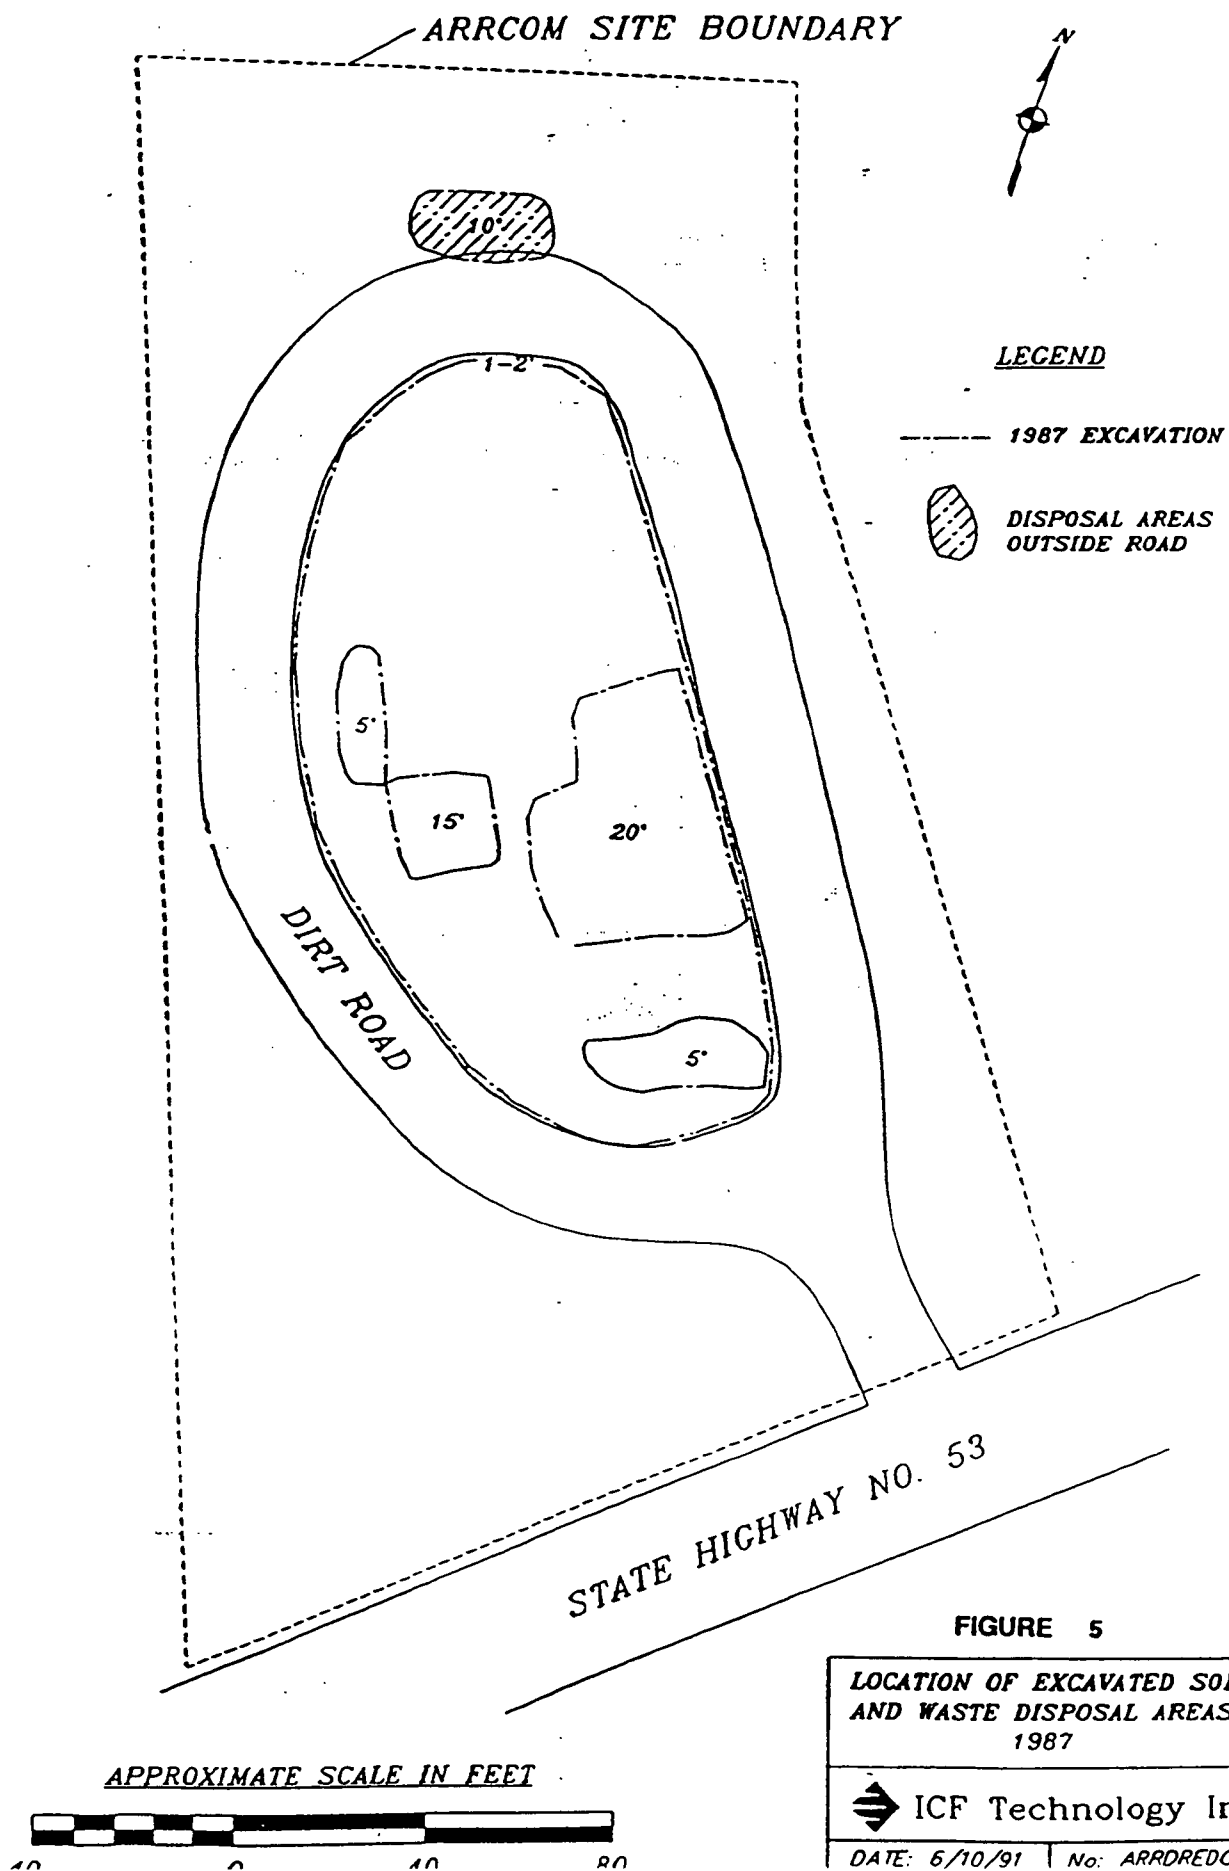 ARRCOM SITE BOUNDARY
N
10'
1-2'
LEGEND
1987 EXCAVATION
DISPOSAL AREAS
OUTSIDE ROAD
5'
15'
20'
DIRT ROAD
5'
STATE HIGHWAY NO. 53
FIGURE 5
LOCATION OF EXCAVATED
AND WASTE DISPOSAL AREAS
1987
APPROXIMATE SCALE IN FEET
ICF Technology
40 0 40 80
DATE: 6/10/91 No: ARRDRED